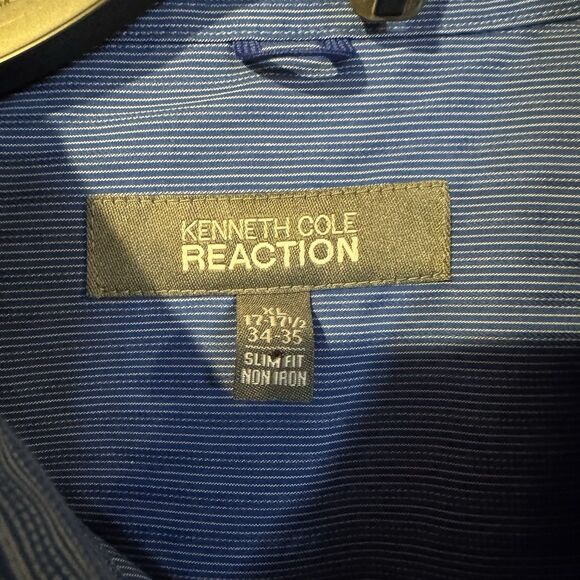 KENNETH COLE
REACTION
XL
17-17½
34-35
SLIM FIT
NON IRON